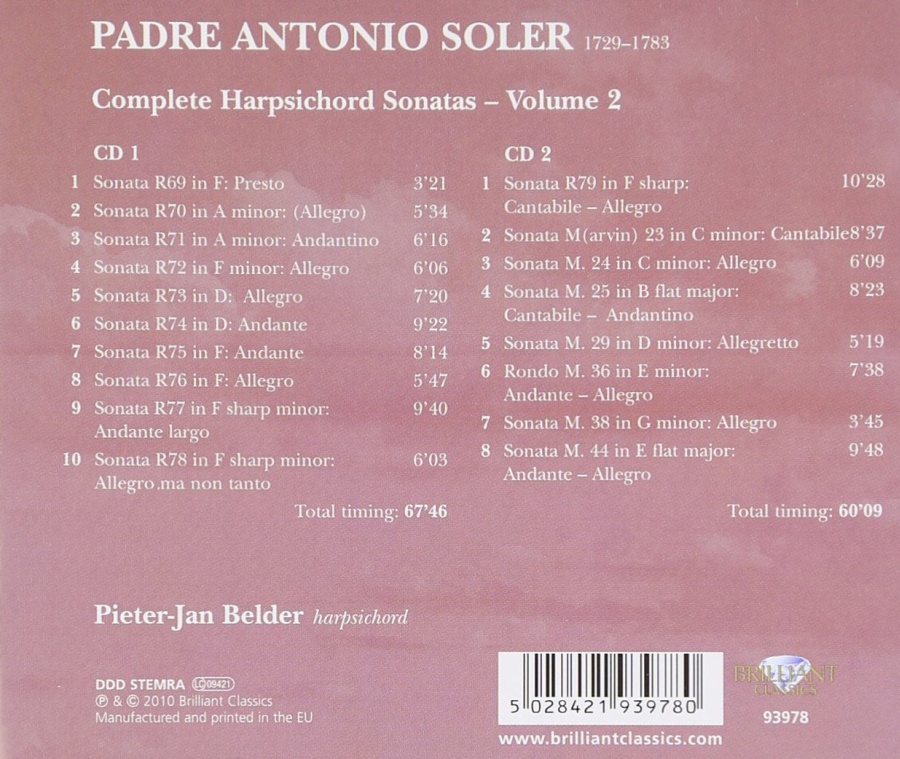 PADRE ANTONIO SOLER 1729–1783
Complete Harpsichord Sonatas – Volume 2
CD 1
1 Sonata R69 in F: Presto 3'21
2 Sonata R70 in A minor: (Allegro) 5'34
3 Sonata R71 in A minor: Andantino 6'16
4 Sonata R72 in F minor: Allegro 6'06
5 Sonata R73 in D: Allegro 7'20
6 Sonata R74 in D: Andante 9'22
7 Sonata R75 in F: Andante 8'14
8 Sonata R76 in F: Allegro 5'47
9 Sonata R77 in F sharp minor: 9'40
Andante largo
10 Sonata R78 in F sharp minor: 6'03
Allegro.ma non tanto
Total timing: 67'46
CD 2
1 Sonata R79 in F sharp: 10'28
Cantabile – Allegro
2 Sonata M(arvin) 23 in C minor: Cantabile8'37
3 Sonata M. 24 in C minor: Allegro 6'09
4 Sonata M. 25 in B flat major: 8'23
Cantabile – Andantino
5 Sonata M. 29 in D minor: Allegretto 5'19
6 Rondo M. 36 in E minor: 7'38
Andante – Allegro
7 Sonata M. 38 in G minor: Allegro 3'45
8 Sonata M. 44 in E flat major: 9'48
Andante – Allegro
Total timing: 60'09
Pieter-Jan Belder harpsichord
DDD STEMRA LC 09421
℗ & © 2010 Brilliant Classics
Manufactured and printed in the EU
5 028421 939780
www.brilliantclassics.com
BRILLIANT
CLASSICS
93978